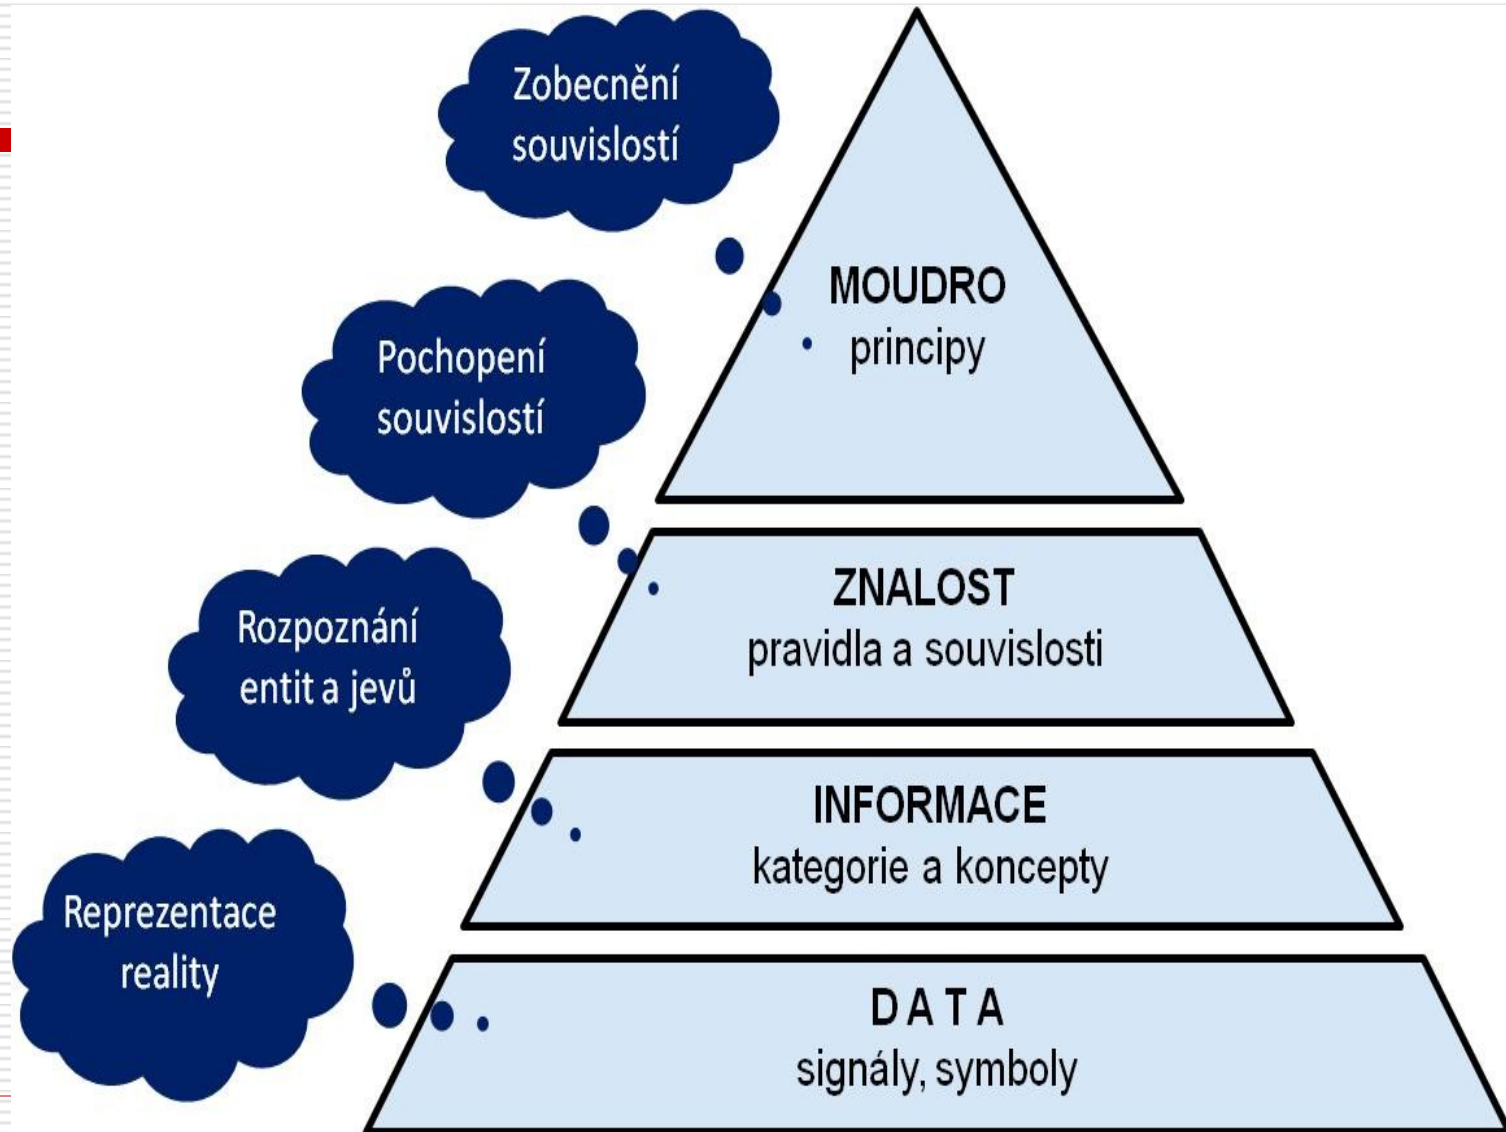 Zobecnění
souvislostí
MOUDRO
principy
Pochopení
souvislostí
ZNALOST
pravidla a souvislosti
Rozpoznání
entit a jevů
INFORMACE
kategorie a koncepty
Reprezentace
reality
DATA
signály, symboly